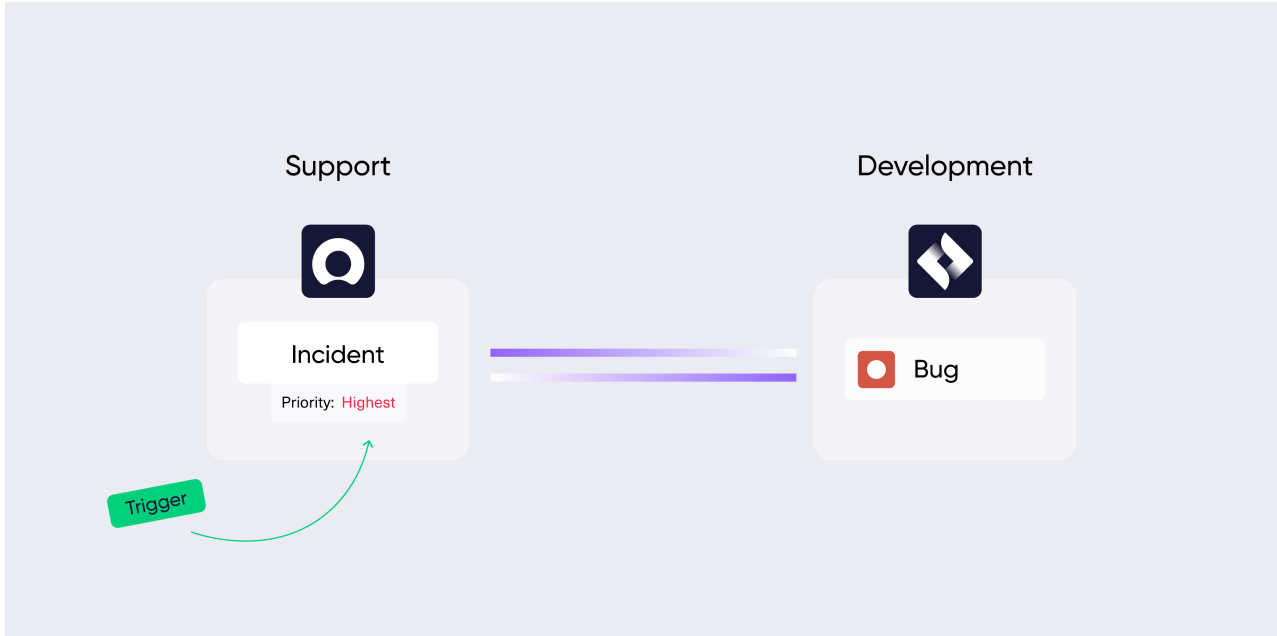 Support
Development
Incident
Bug
Priority: Highest
Trigger